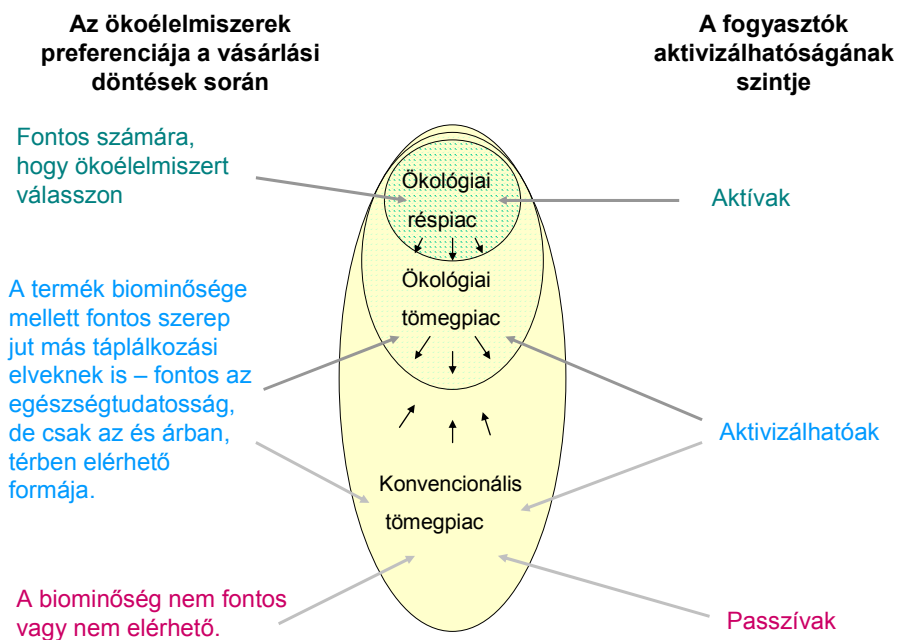 Az ökoélelmiszerek
preferenciája a vásárlási
döntések során
A fogyasztók
aktivizálhatóságának
szintje
Fontos számára,
hogy ökoélelmiszert
válasszon
Ökológiai
réspiac
Aktívak
A termék biominősége
mellett fontos szerep
jut más táplálkozási
elveknek is – fontos az
egészségtudatosság,
de csak az és árban,
térben elérhető
formája.
Ökológiai
tömegpiac
Aktivizálhatóak
Konvencionális
tömegpiac
A biominőség nem fontos
vagy nem elérhető.
Passzívak